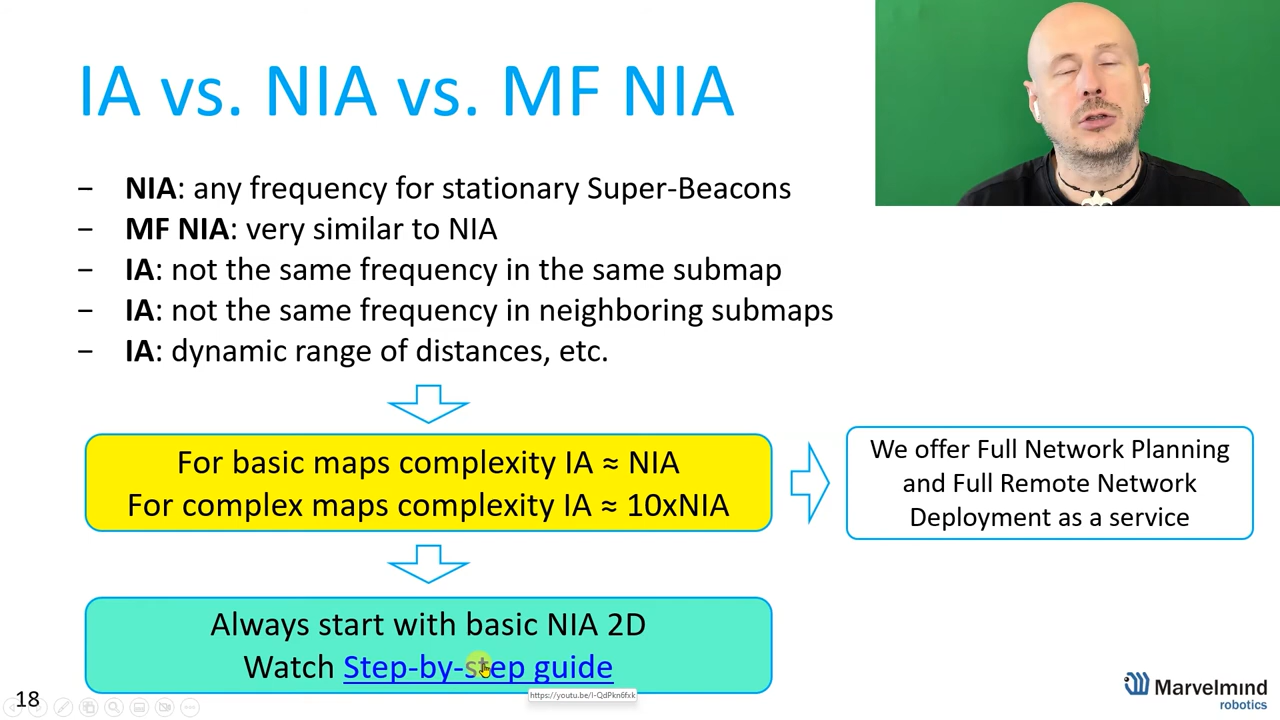 IA vs. NIA vs. MF NIA
− NIA: any frequency for stationary Super-Beacons
− MF NIA: very similar to NIA
− IA: not the same frequency in the same submap
− IA: not the same frequency in neighboring submaps
− IA: dynamic range of distances, etc.
For basic maps complexity IA ≈ NIA
For complex maps complexity IA ≈ 10xNIA
We offer Full Network Planning
and Full Remote Network
Deployment as a service
Always start with basic NIA 2D
Watch Step-by-step guide
https://youtu.be/I-QdPkn6fxk
18
Marvelmind
robotics